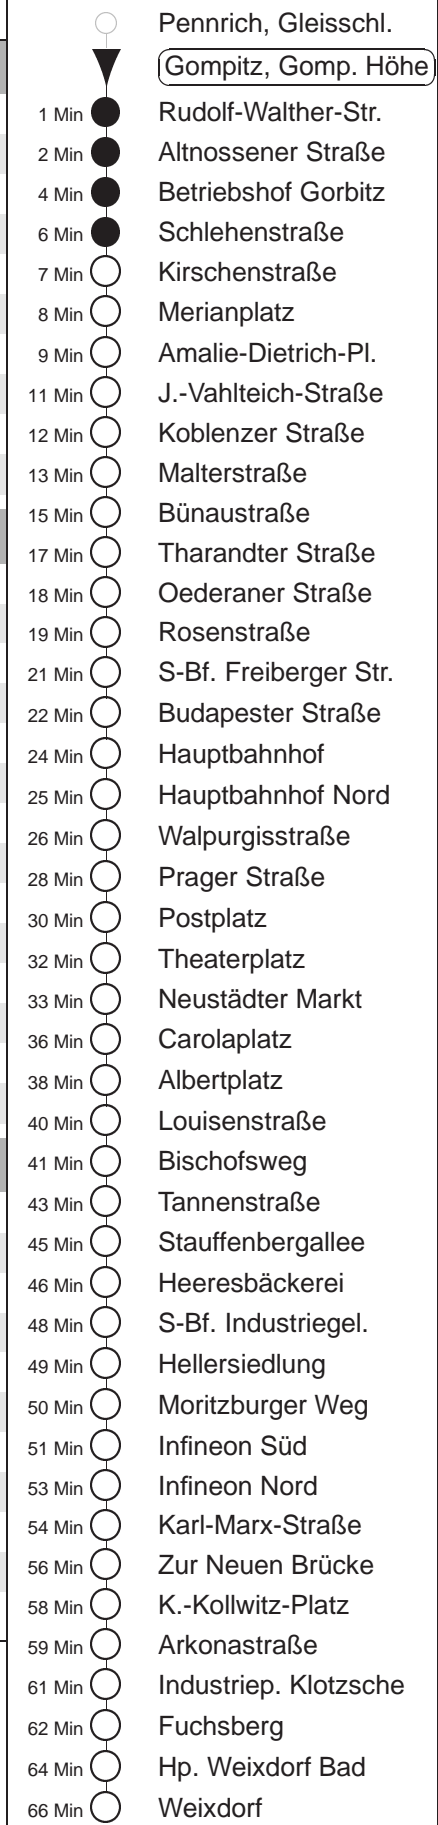 Pennrich, Gleisschl.
Gompitz, Gomp. Höhe
1 Min Rudolf-Walther-Str.
2 Min Altnossener Straße
4 Min Betriebshof Gorbitz
6 Min Schlehenstraße
7 Min Kirschenstraße
8 Min Merianplatz
9 Min Amalie-Dietrich-Pl.
11 Min J.-Vahlteich-Straße
12 Min Koblenzer Straße
13 Min Malterstraße
15 Min Bünaustraße
17 Min Tharandter Straße
18 Min Oederaner Straße
19 Min Rosenstraße
21 Min S-Bf. Freiberger Str.
22 Min Budapester Straße
24 Min Hauptbahnhof
25 Min Hauptbahnhof Nord
26 Min Walpurgisstraße
28 Min Prager Straße
30 Min Postplatz
32 Min Theaterplatz
33 Min Neustädter Markt
36 Min Carolaplatz
38 Min Albertplatz
40 Min Louisenstraße
41 Min Bischofsweg
43 Min Tannenstraße
45 Min Stauffenbergallee
46 Min Heeresbäckerei
48 Min S-Bf. Industriegel.
49 Min Hellersiedlung
50 Min Moritzburger Weg
51 Min Infineon Süd
53 Min Infineon Nord
54 Min Karl-Marx-Straße
56 Min Zur Neuen Brücke
58 Min K.-Kollwitz-Platz
59 Min Arkonastraße
61 Min Industriep. Klotzsche
62 Min Fuchsberg
64 Min Hp. Weixdorf Bad
66 Min Weixdorf